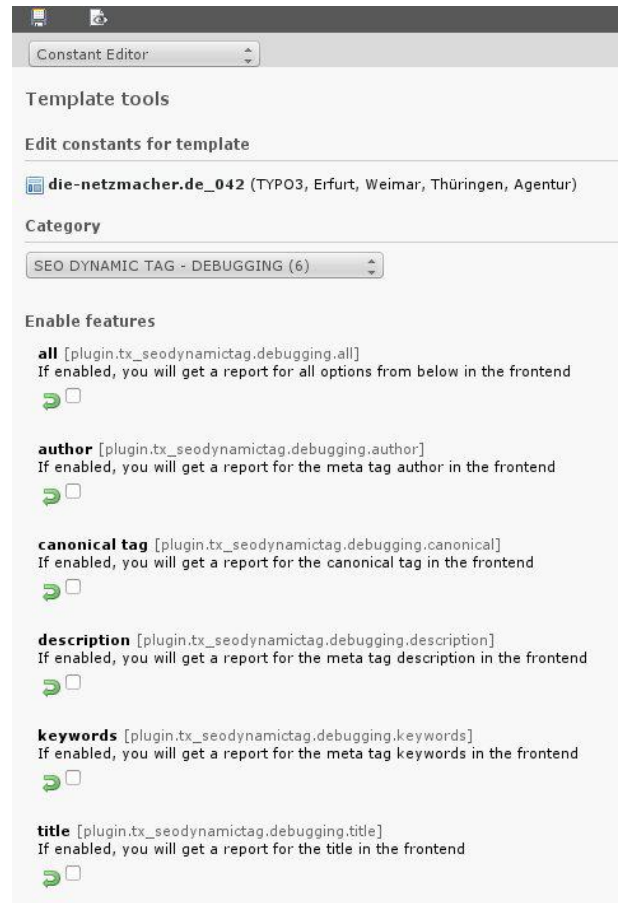 Constant Editor
Template tools
Edit constants for template
die-netzmacher.de_042 (TYPO3, Erfurt, Weimar, Thüringen, Agentur)
Category
SEO DYNAMIC TAG - DEBUGGING (6)
Enable features
all [plugin.tx_seodynamictag.debugging.all]
If enabled, you will get a report for all options from below in the frontend
author [plugin.tx_seodynamictag.debugging.author]
If enabled, you will get a report for the meta tag author in the frontend
canonical tag [plugin.tx_seodynamictag.debugging.canonical]
If enabled, you will get a report for the canonical tag in the frontend
description [plugin.tx_seodynamictag.debugging.description]
If enabled, you will get a report for the meta tag description in the frontend
keywords [plugin.tx_seodynamictag.debugging.keywords]
If enabled, you will get a report for the meta tag keywords in the frontend
title [plugin.tx_seodynamictag.debugging.title]
If enabled, you will get a report for the title in the frontend